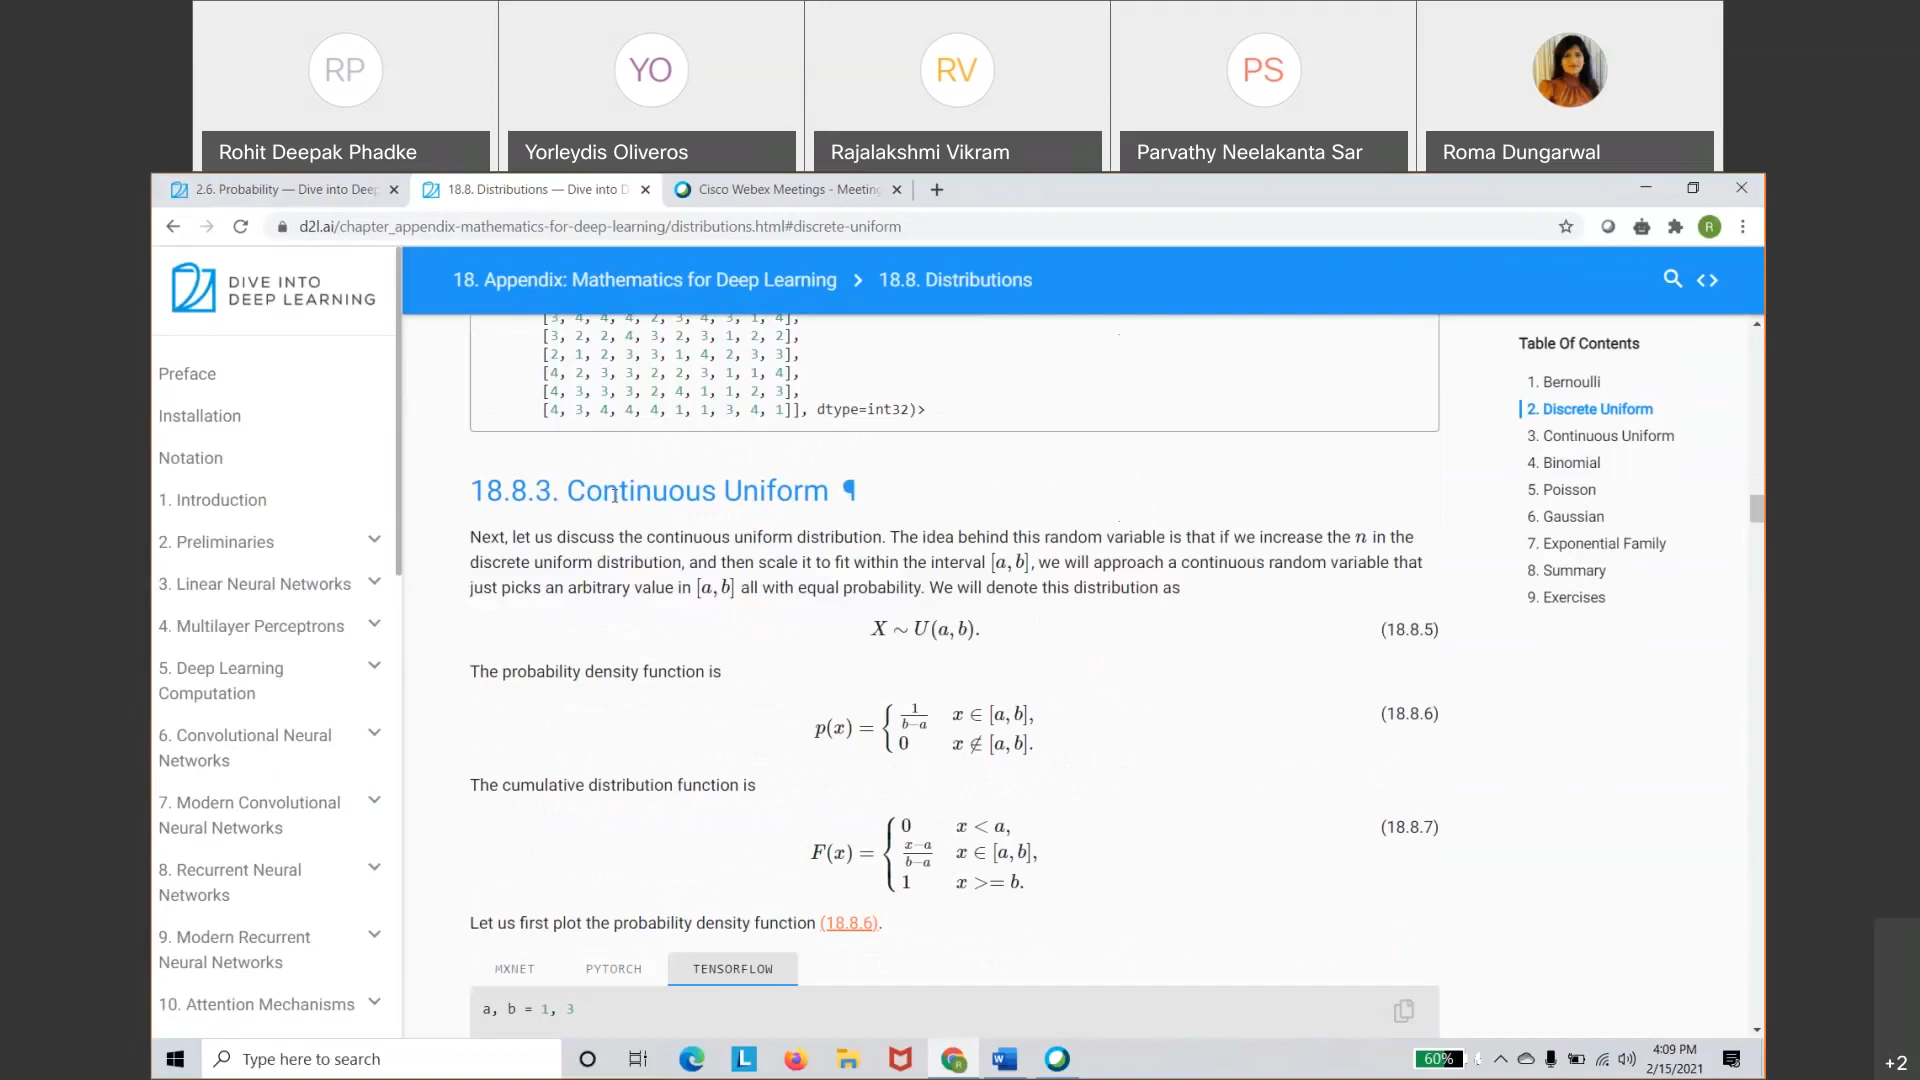 RP
YO
RV
PS
Rohit Deepak Phadke
Yorleydis Oliveros
Rajalakshmi Vikram
Parvathy Neelakanta Sar
Roma Dungarwal
2.6. Probability — Dive into Deep
18.8. Distributions — Dive into D
Cisco Webex Meetings - Meeting
d2l.ai/chapter_appendix-mathematics-for-deep-learning/distributions.html#discrete-uniform
R
DIVE INTO
DEEP LEARNING
18. Appendix: Mathematics for Deep Learning
18.8. Distributions
Preface
Installation
Notation
1. Introduction
2. Preliminaries
3. Linear Neural Networks
4. Multilayer Perceptrons
5. Deep Learning
Computation
6. Convolutional Neural
Networks
7. Modern Convolutional
Neural Networks
8. Recurrent Neural
Networks
9. Modern Recurrent
Neural Networks
10. Attention Mechanisms
[3, 4, 4, 4, 2, 3, 4, 3, 1, 4],
[3, 2, 2, 4, 3, 2, 3, 1, 2, 2],
[2, 1, 2, 3, 3, 1, 4, 2, 3, 3],
[4, 2, 3, 3, 2, 2, 3, 1, 1, 4],
[4, 3, 3, 3, 2, 4, 1, 1, 2, 3],
[4, 3, 4, 4, 4, 1, 1, 3, 4, 1]], dtype=int32)>
18.8.3. Continuous Uniform ¶
Next, let us discuss the continuous uniform distribution. The idea behind this random variable is that if we increase the n in the
discrete uniform distribution, and then scale it to fit within the interval [a, b], we will approach a continuous random variable that
just picks an arbitrary value in [a, b] all with equal probability. We will denote this distribution as
X ∼ U(a, b). (18.8.5)
The probability density function is
p(x) = { 1/(b−a) x ∈ [a, b], (18.8.6)
0 x ∉ [a, b].
The cumulative distribution function is
0 x < a, (18.8.7)
F(x) = { (x−a)/(b−a) x ∈ [a, b],
1 x >= b.
Let us first plot the probability density function (18.8.6).
MXNET PYTORCH TENSORFLOW
a, b = 1, 3
Table Of Contents
1. Bernoulli
2. Discrete Uniform
3. Continuous Uniform
4. Binomial
5. Poisson
6. Gaussian
7. Exponential Family
8. Summary
9. Exercises
Type here to search
L
W
60%
4:09 PM
2/15/2021
+2